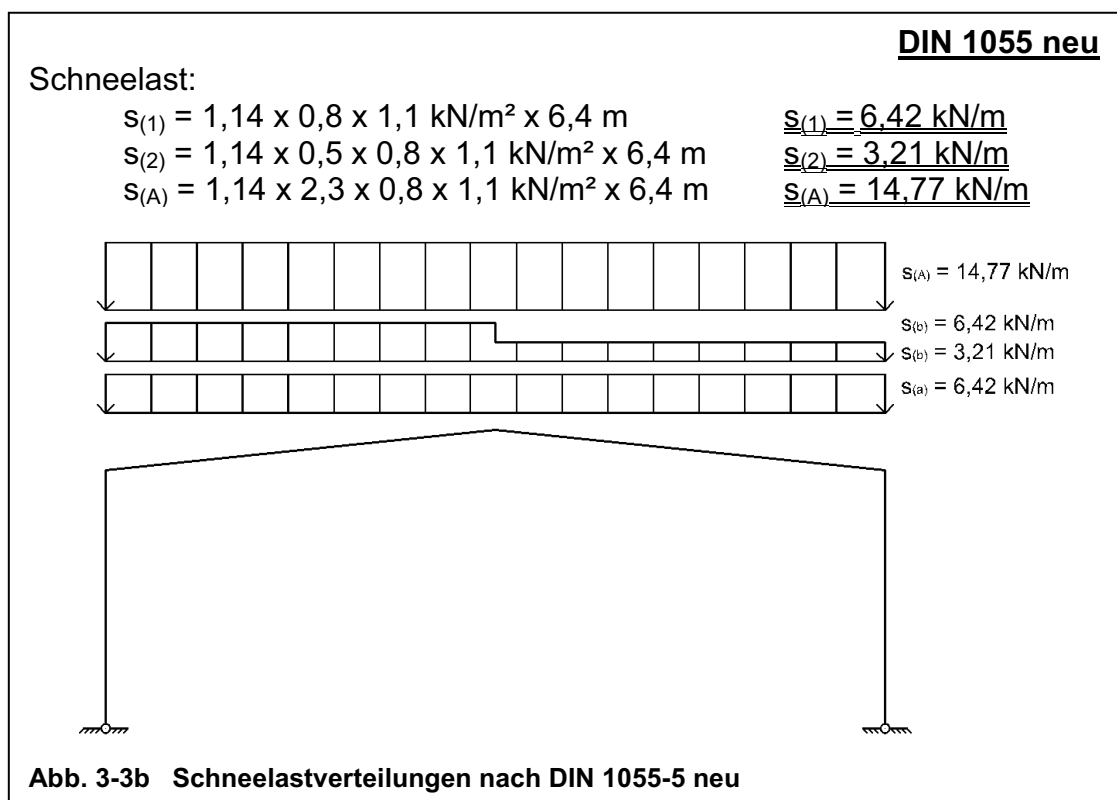 DIN 1055 neu
Schneelast:
s(1) = 1,14 x 0,8 x 1,1 kN/m² x 6,4 m s(1) = 6,42 kN/m
s(2) = 1,14 x 0,5 x 0,8 x 1,1 kN/m² x 6,4 m s(2) = 3,21 kN/m
s(A) = 1,14 x 2,3 x 0,8 x 1,1 kN/m² x 6,4 m s(A) = 14,77 kN/m
s(A) = 14,77 kN/m
s(b) = 6,42 kN/m
s(b) = 3,21 kN/m
s(a) = 6,42 kN/m
Abb. 3-3b Schneelastverteilungen nach DIN 1055-5 neu